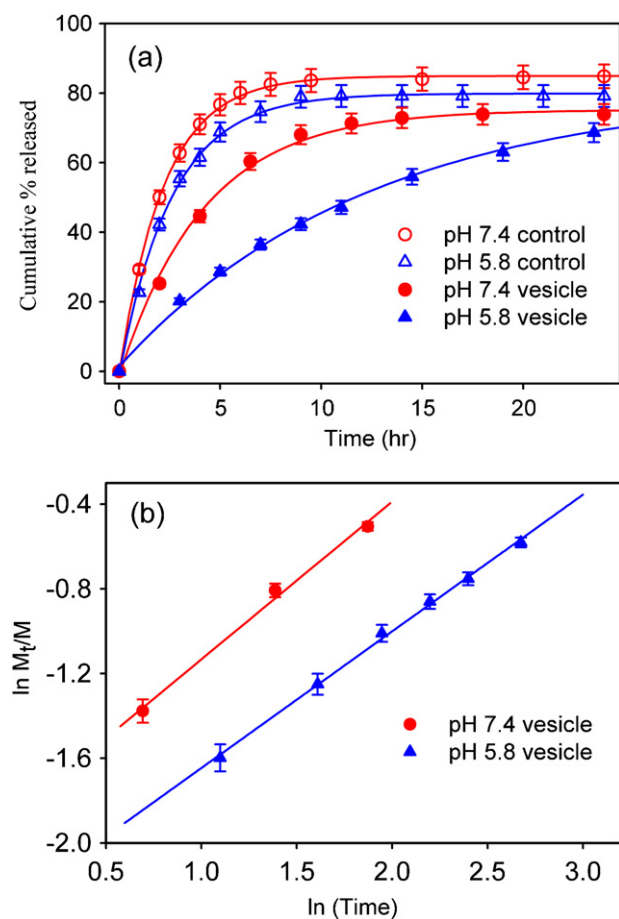 (a)
100
80
60
40
20
0
Cumulative % released
pH 7.4 control
pH 5.8 control
pH 7.4 vesicle
pH 5.8 vesicle
0 5 10 15 20
Time (hr)
(b)
-0.4
-0.8
-1.2
-1.6
-2.0
ln Mt/M
pH 7.4 vesicle
pH 5.8 vesicle
0.5 1.0 1.5 2.0 2.5 3.0
ln (Time)